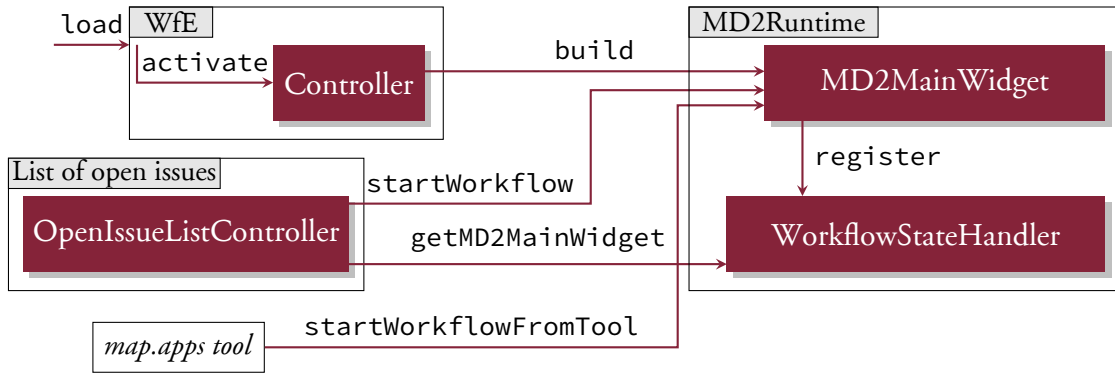 load
WfE
activate
Controller
build
MD2Runtime
MD2MainWidget
register
List of open issues
startWorkflow
OpenIssueListController
getMD2MainWidget
WorkflowStateHandler
startWorkflowFromTool
map.apps tool